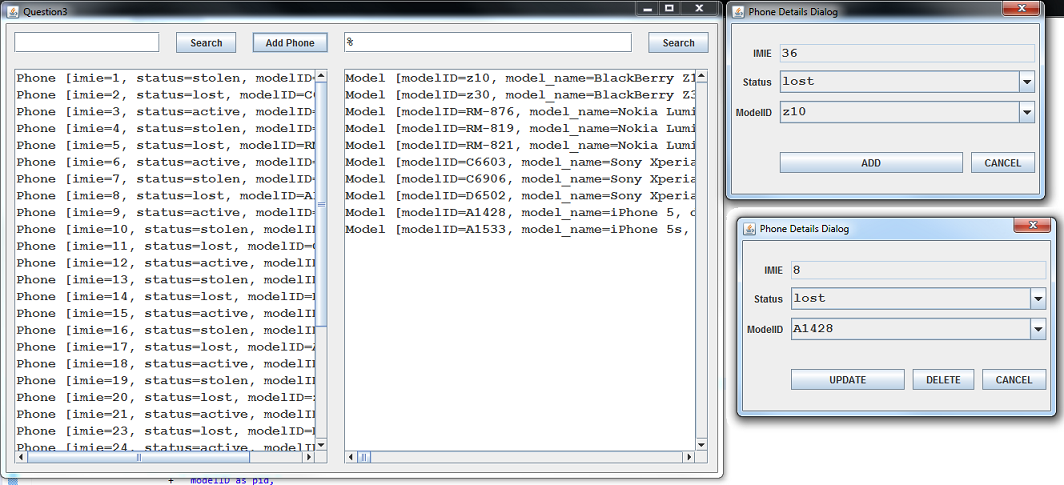 Question3
Search
Add Phone
%
Search
Phone [imie=1, status=stolen, modelID=
Phone [imie=2, status=lost, modelID=C6
Phone [imie=3, status=active, modelID=
Phone [imie=4, status=stolen, modelID=
Phone [imie=5, status=lost, modelID=RM
Phone [imie=6, status=active, modelID=
Phone [imie=7, status=stolen, modelID=
Phone [imie=8, status=lost, modelID=A1
Phone [imie=9, status=active, modelID=
Phone [imie=10, status=stolen, modelID
Phone [imie=11, status=lost, modelID=C
Phone [imie=12, status=active, modelID
Phone [imie=13, status=stolen, modelID
Phone [imie=14, status=lost, modelID=
Phone [imie=15, status=active, modelID
Phone [imie=16, status=stolen, modelID
Phone [imie=17, status=lost, modelID=A
Phone [imie=18, status=active, modelID
Phone [imie=19, status=stolen, modelID
Phone [imie=20, status=lost, modelID=
Phone [imie=21, status=active, modelID
Phone [imie=23, status=lost, modelID=
Phone [imie=24, status=active, modelID
Model [modelID=z10, model_name=BlackBerry Z1
Model [modelID=z30, model_name=BlackBerry Z3
Model [modelID=RM-876, model_name=Nokia Lumi
Model [modelID=RM-819, model_name=Nokia Lumi
Model [modelID=RM-821, model_name=Nokia Lumi
Model [modelID=C6603, model_name=Sony Xperia
Model [modelID=C6906, model_name=Sony Xperia
Model [modelID=D6502, model_name=Sony Xperia
Model [modelID=A1428, model_name=iPhone 5,
Model [modelID=A1533, model_name=iPhone 5s,
+ modelID as pid,
Phone Details Dialog
IMIE 36
Status lost
ModelID z10
ADD CANCEL
Phone Details Dialog
IMIE 8
Status lost
ModelID A1428
UPDATE DELETE CANCEL